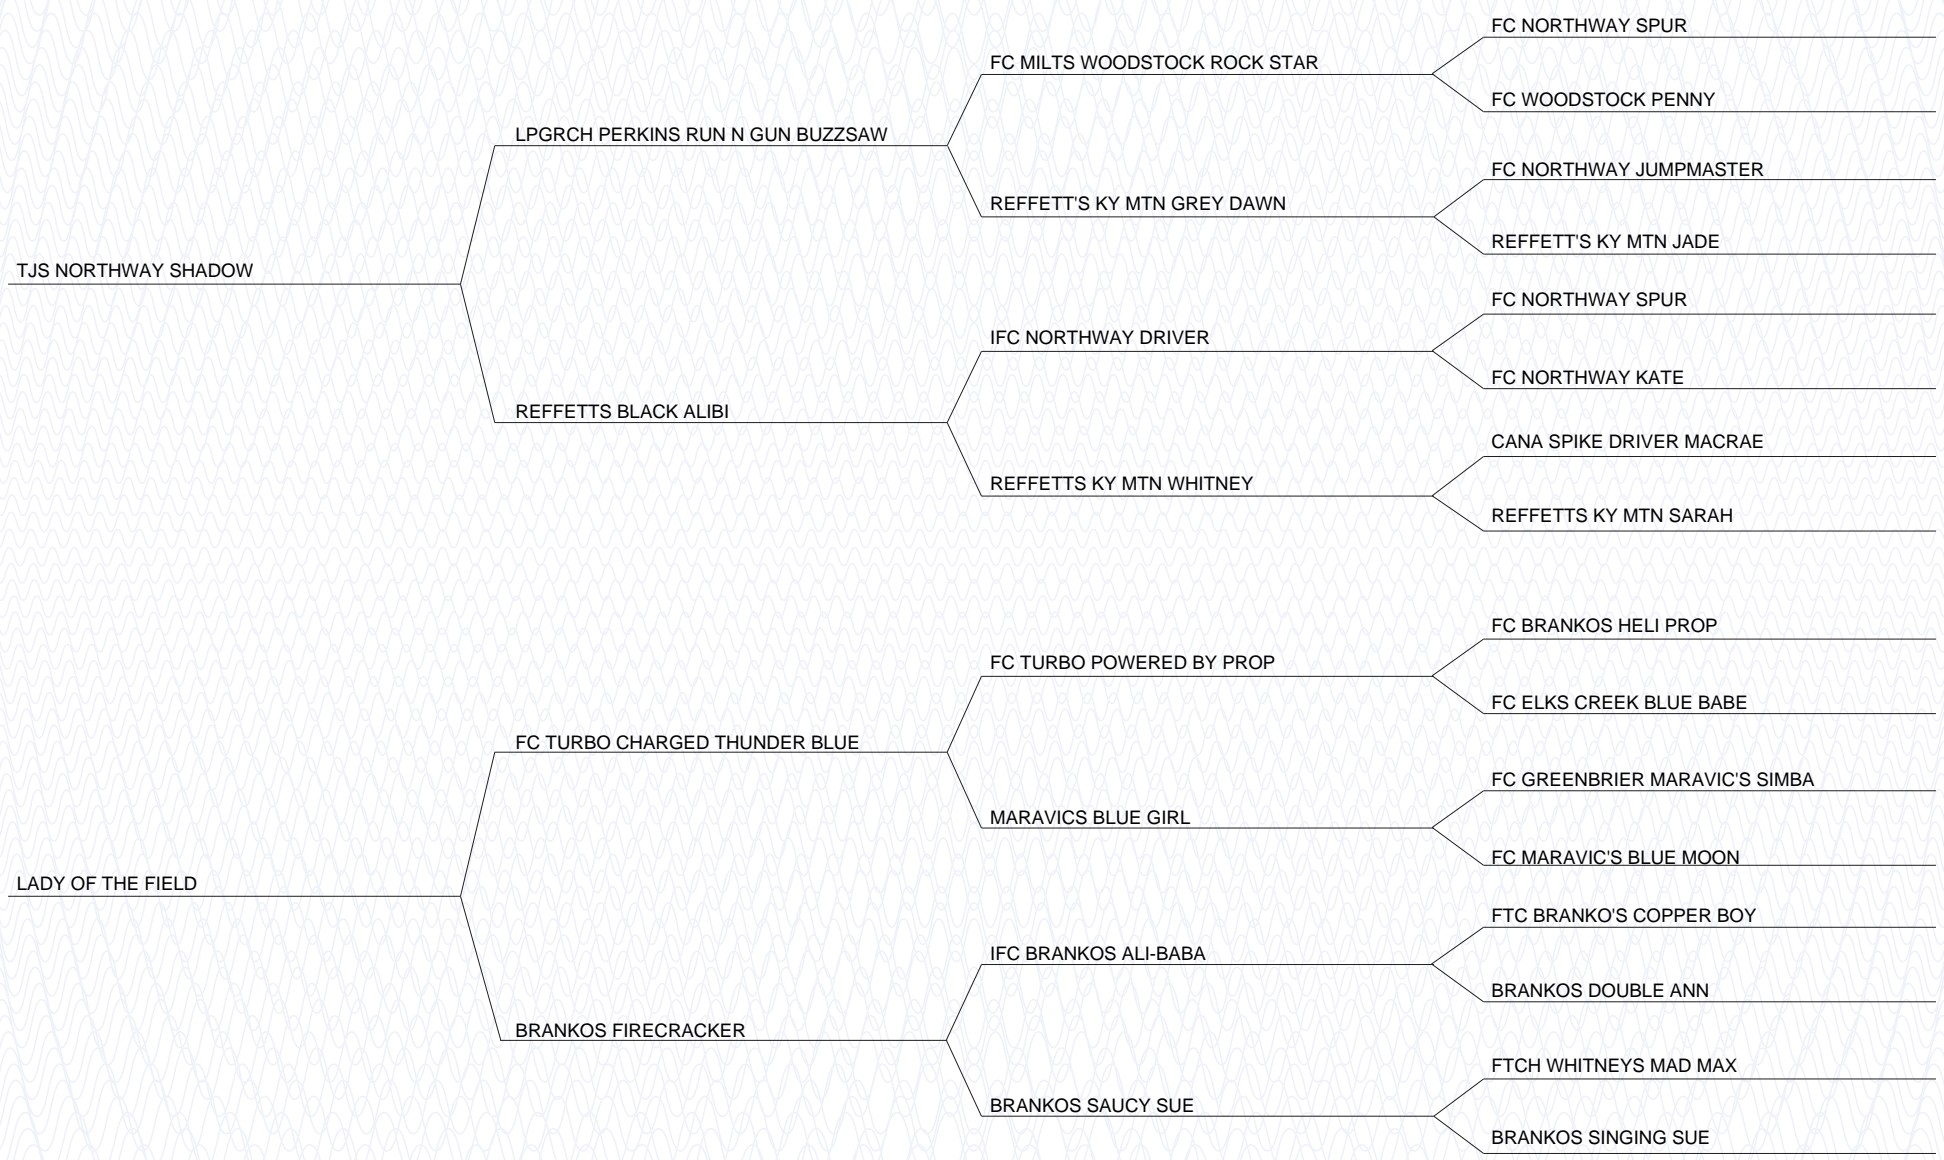 FC NORTHWAY SPUR
FC MILTS WOODSTOCK ROCK STAR
FC WOODSTOCK PENNY
LPGRCH PERKINS RUN N GUN BUZZSAW
FC NORTHWAY JUMPMASTER
REFFETT'S KY MTN GREY DAWN
REFFETT'S KY MTN JADE
TJS NORTHWAY SHADOW
FC NORTHWAY SPUR
IFC NORTHWAY DRIVER
FC NORTHWAY KATE
REFFETTS BLACK ALIBI
CANA SPIKE DRIVER MACRAE
REFFETTS KY MTN WHITNEY
REFFETTS KY MTN SARAH
FC BRANKOS HELI PROP
FC TURBO POWERED BY PROP
FC ELKS CREEK BLUE BABE
FC TURBO CHARGED THUNDER BLUE
FC GREENBRIER MARAVIC'S SIMBA
MARAVICS BLUE GIRL
FC MARAVIC'S BLUE MOON
LADY OF THE FIELD
FTC BRANKO'S COPPER BOY
IFC BRANKOS ALI-BABA
BRANKOS DOUBLE ANN
BRANKOS FIRECRACKER
FTCH WHITNEYS MAD MAX
BRANKOS SAUCY SUE
BRANKOS SINGING SUE